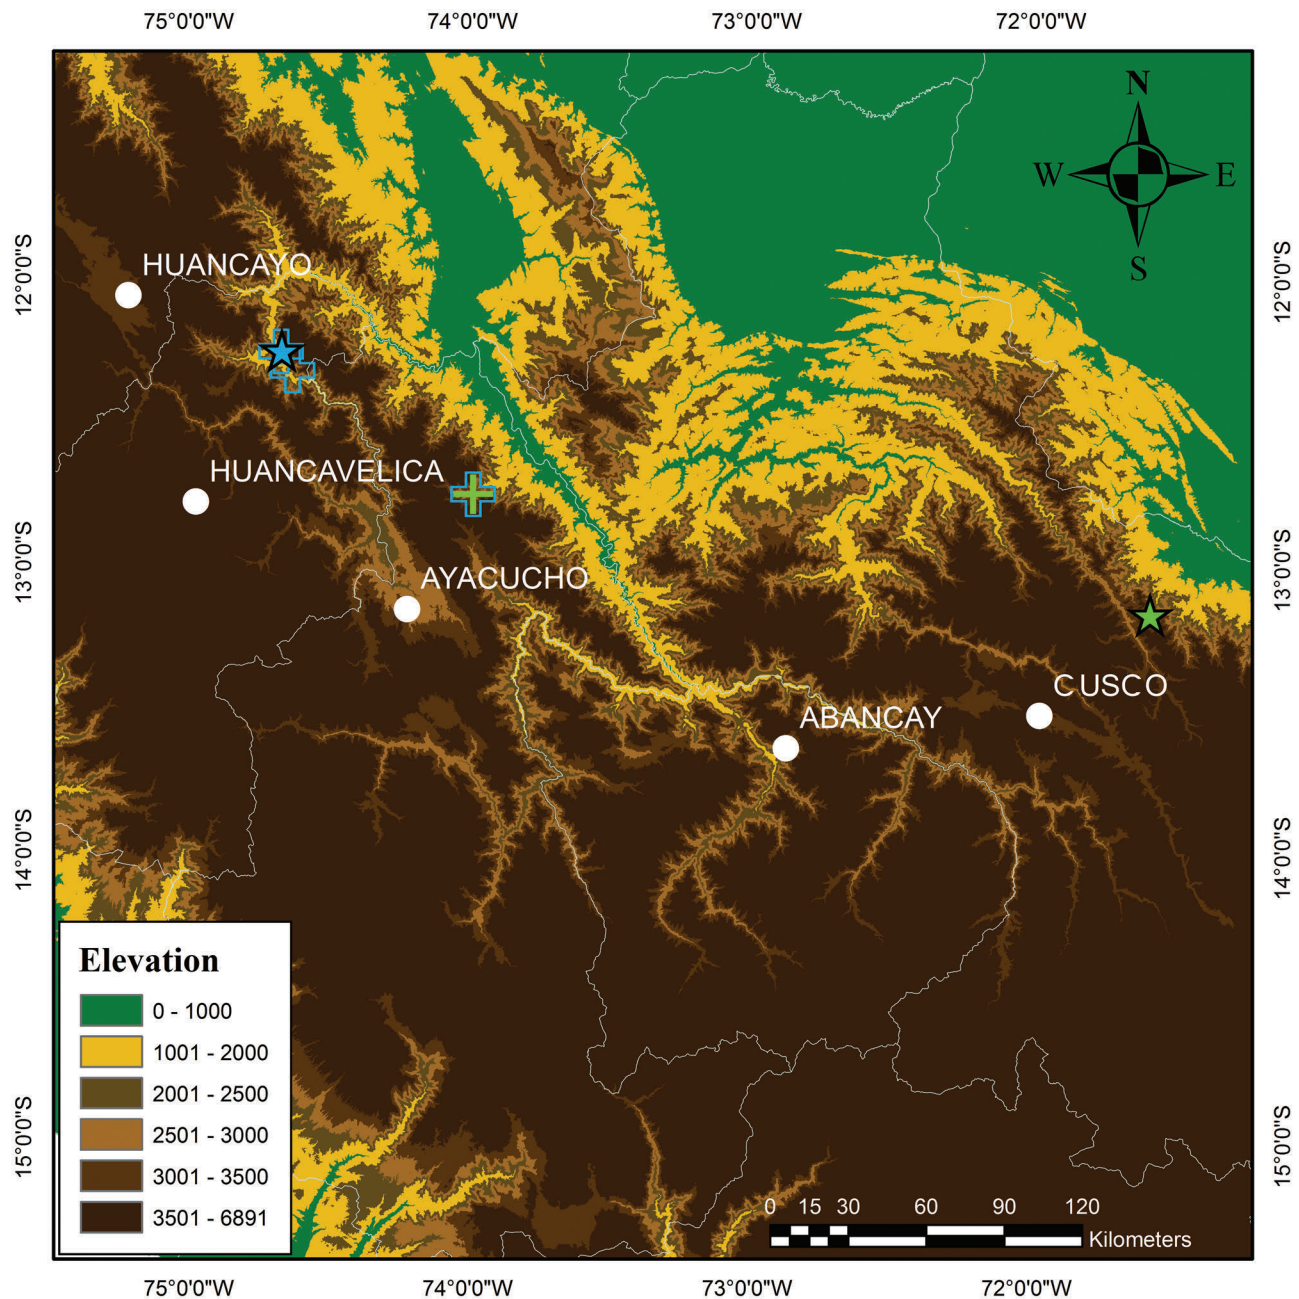 75°0'0"W 74°0'0"W 73°0'0"W 72°0'0"W
N
W E
S
12°0'0"S 12°0'0"S
HUANCAYO
HUANCAVELICA
13°0'0"S 13°0'0"S
AYACUCHO
CUSCO
ABANCAY
14°0'0"S 14°0'0"S
Elevation
0 - 1000
1001 - 2000
2001 - 2500
2501 - 3000
3001 - 3500
3501 - 6891
15°0'0"S 15°0'0"S
0 15 30 60 90 120
Kilometers
75°0'0"W 74°0'0"W 73°0'0"W 72°0'0"W